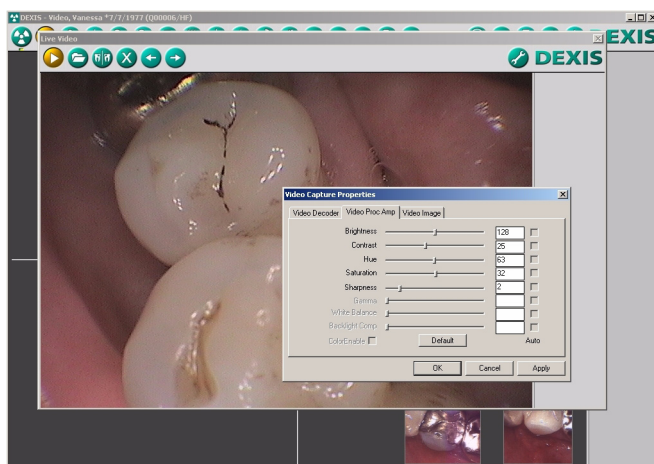 DEXIS - Video, Vanessa *7/7/1977 (Q00006/HF)
EXIS
Live Video
DEXIS
Video Capture Properties
Video Decoder Video Proc Amp Video Image
Brightness 128
Contrast 25
Hue 63
Saturation 32
Sharpness 2
Gamma
White Balance
Backlight Comp
ColorEnable Default Auto
OK Cancel Apply